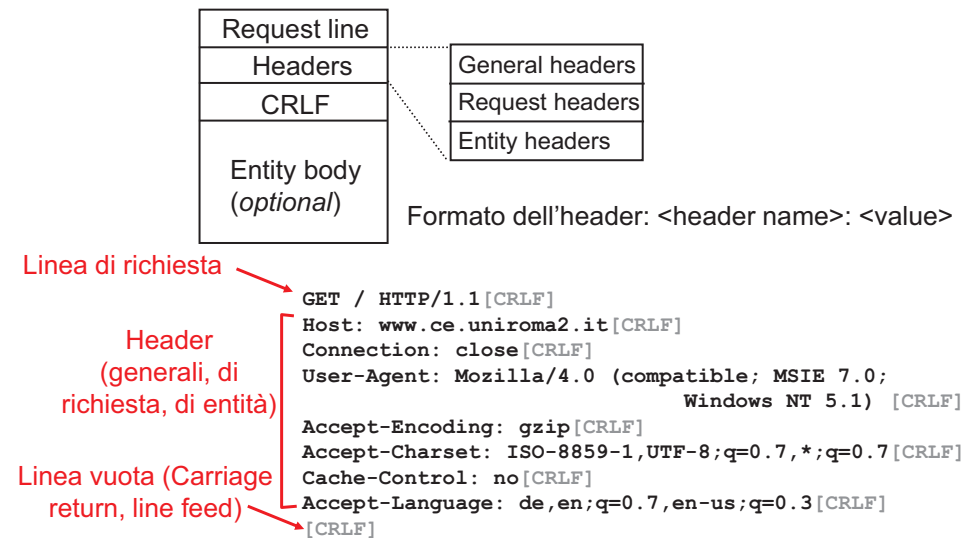 Request line
Headers
CRLF
Entity body
(optional)
General headers
Request headers
Entity headers
Formato dell'header: <header name>: <value>
Linea di richiesta
GET / HTTP/1.1[CRLF]
Host: www.ce.uniroma2.it[CRLF]
Connection: close[CRLF]
User-Agent: Mozilla/4.0 (compatible; MSIE 7.0;
Windows NT 5.1) [CRLF]
Accept-Encoding: gzip[CRLF]
Accept-Charset: ISO-8859-1,UTF-8;q=0.7,*;q=0.7[CRLF]
Cache-Control: no[CRLF]
Accept-Language: de,en;q=0.7,en-us;q=0.3[CRLF]
[CRLF]
Header
(generali, di
richiesta, di entità)
Linea vuota (Carriage
return, line feed)